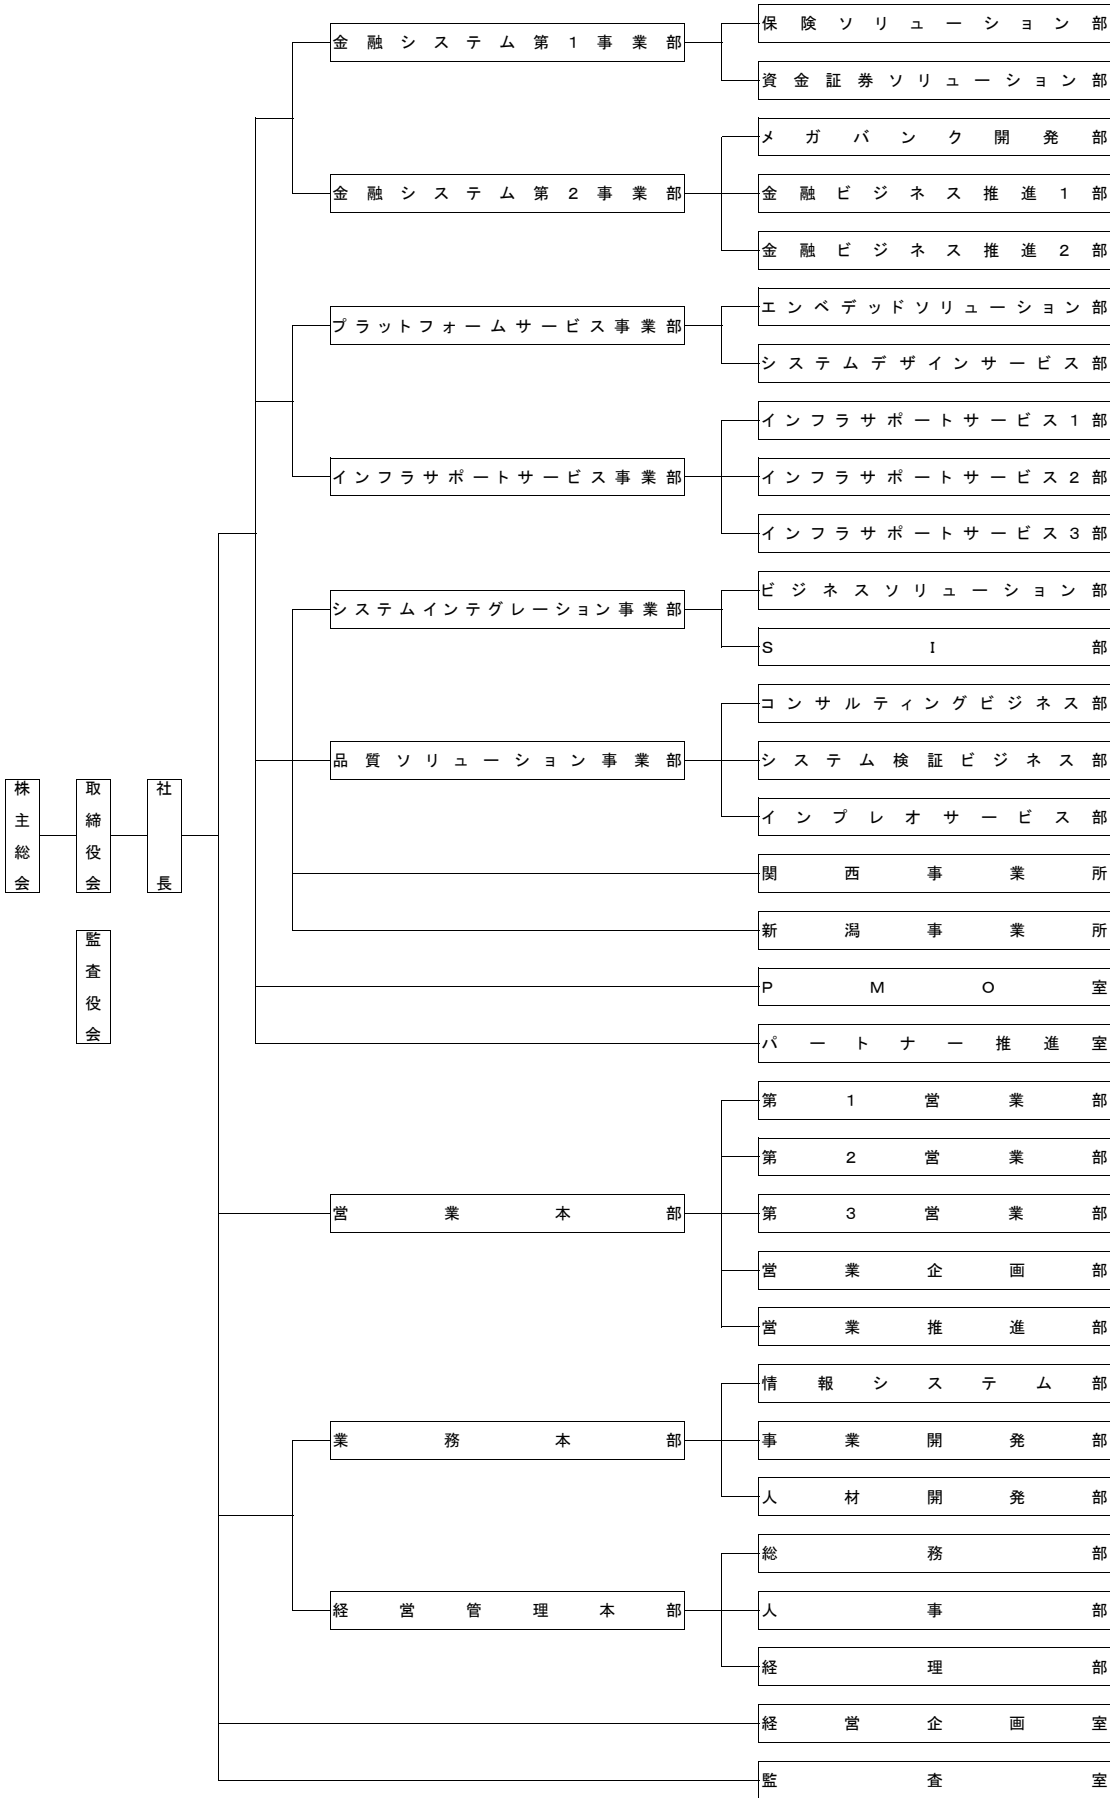 株主総会
取締役会
監査役会
社長
金融システム第１事業部
保険ソリューション部
資金証券ソリューション部
金融システム第２事業部
メガバンク開発部
金融ビジネス推進１部
金融ビジネス推進２部
プラットフォームサービス事業部
エンベデッドソリューション部
システムデザインサービス部
インフラサポートサービス事業部
インフラサポートサービス１部
インフラサポートサービス２部
インフラサポートサービス３部
システムインテグレーション事業部
ビジネスソリューション部
ＳＩ部
品質ソリューション事業部
コンサルティングビジネス部
システム検証ビジネス部
インプレオサービス部
関西事業所
新潟事業所
ＰＭＯ室
パートナー推進室
営業本部
第１営業部
第２営業部
第３営業部
営業企画部
営業推進部
業務本部
情報システム部
事業開発部
人材開発部
経営管理本部
総務部
人事部
経理部
経営企画室
監査室